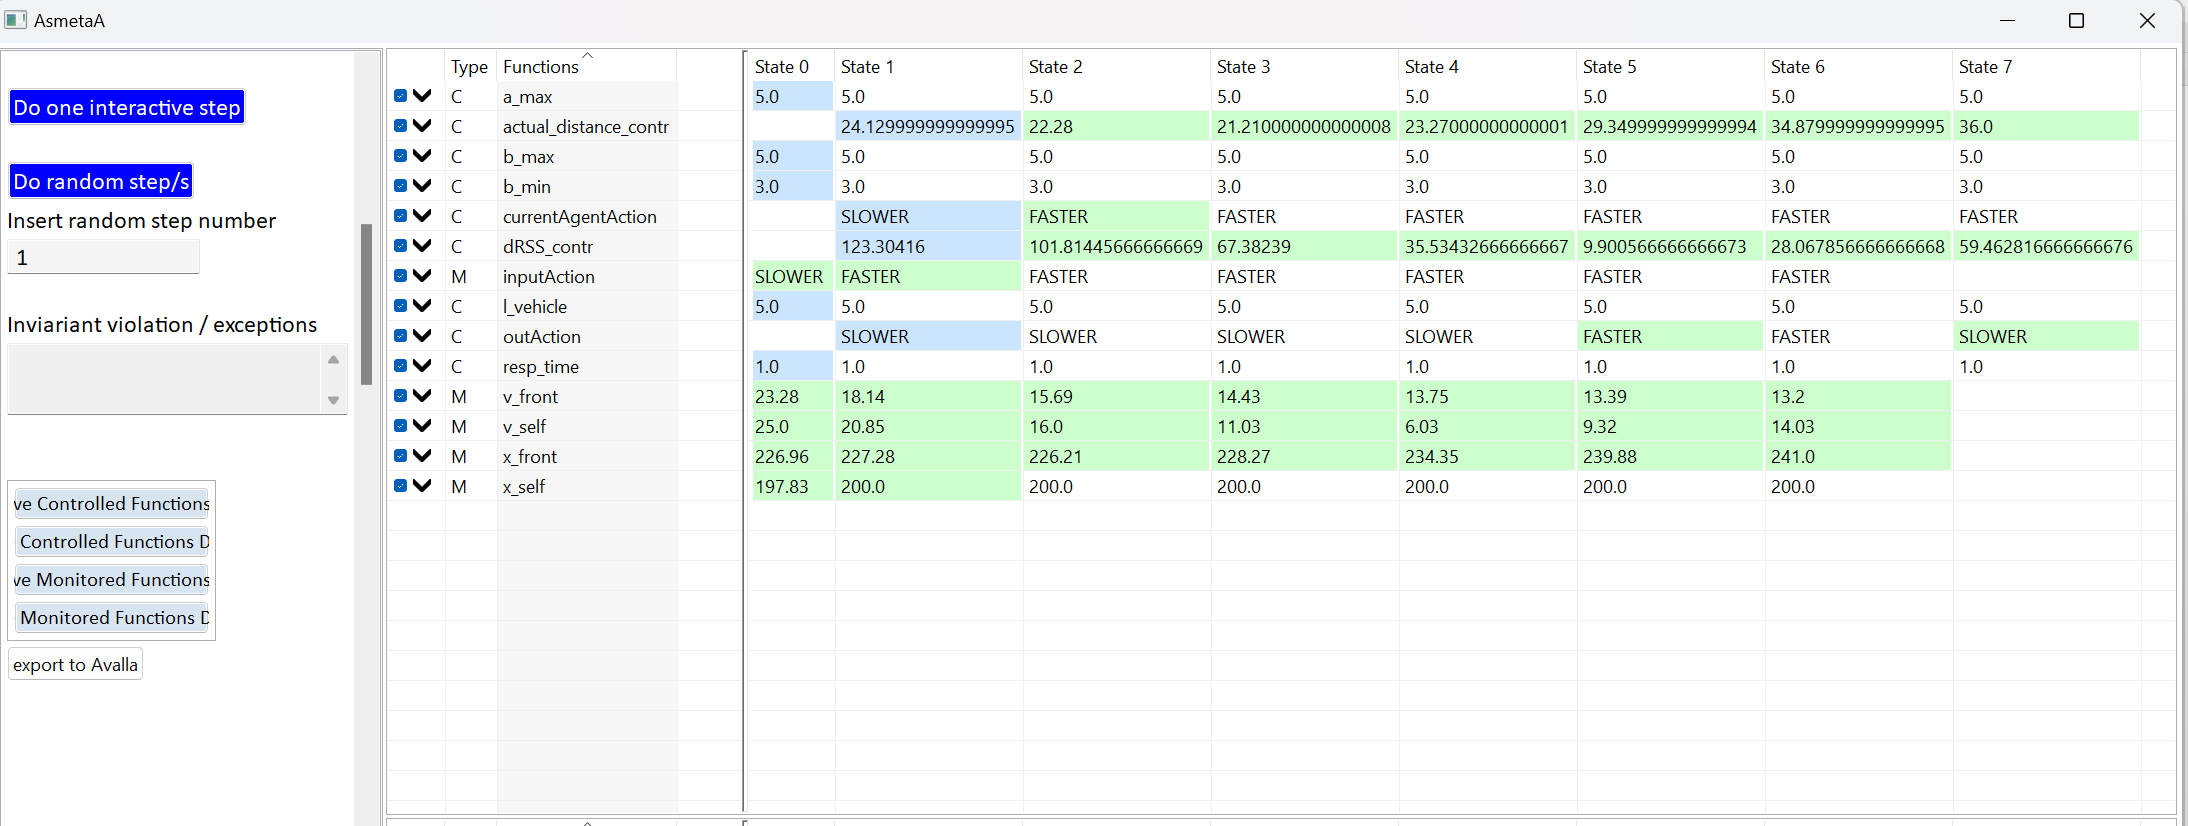 AsmetaA
Do one interactive step
Do random step/s
Insert random step number
1
Inviariant violation / exceptions
ve Controlled Functions
Controlled Functions D
ve Monitored Functions
Monitored Functions D
export to Avalla
Type Functions State 0 State 1 State 2 State 3 State 4 State 5 State 6 State 7
C a_max 5.0 5.0 5.0 5.0 5.0 5.0 5.0 5.0
C actual_distance_contr 24.129999999999995 22.28 21.210000000000008 23.27000000000001 29.349999999999994 34.879999999999995 36.0
C b_max 5.0 5.0 5.0 5.0 5.0 5.0 5.0 5.0
C b_min 3.0 3.0 3.0 3.0 3.0 3.0 3.0 3.0
C currentAgentAction SLOWER FASTER FASTER FASTER FASTER FASTER FASTER
C dRSS_contr 123.30416 101.81445666666669 67.38239 35.53432666666667 9.900566666666673 28.067856666666668 59.462816666666676
M inputAction SLOWER FASTER FASTER FASTER FASTER FASTER FASTER
C l_vehicle 5.0 5.0 5.0 5.0 5.0 5.0 5.0 5.0
C outAction SLOWER SLOWER SLOWER SLOWER FASTER FASTER SLOWER
C resp_time 1.0 1.0 1.0 1.0 1.0 1.0 1.0 1.0
M v_front 23.28 18.14 15.69 14.43 13.75 13.39 13.2
M v_self 25.0 20.85 16.0 11.03 6.03 9.32 14.03
M x_front 226.96 227.28 226.21 228.27 234.35 239.88 241.0
M x_self 197.83 200.0 200.0 200.0 200.0 200.0 200.0